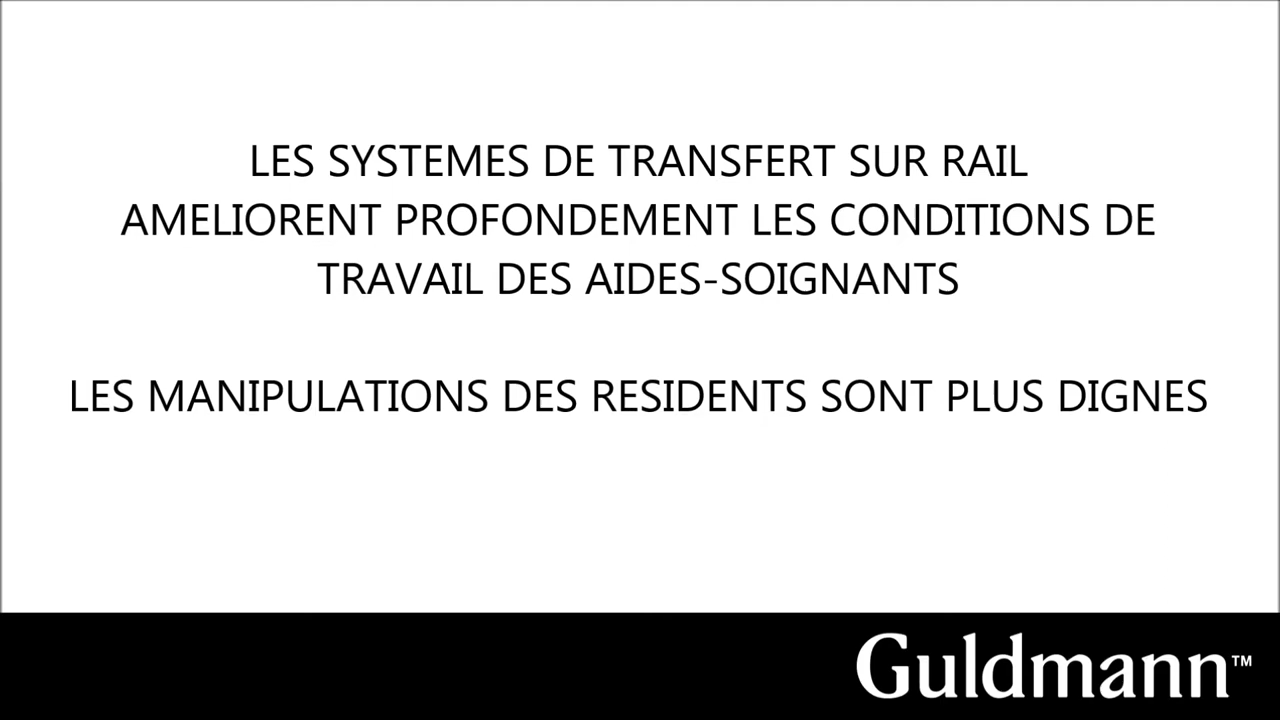 LES SYSTEMES DE TRANSFERT SUR RAIL
AMELIORENT PROFONDEMENT LES CONDITIONS DE
TRAVAIL DES AIDES-SOIGNANTS
LES MANIPULATIONS DES RESIDENTS SONT PLUS DIGNES
Guldmann™